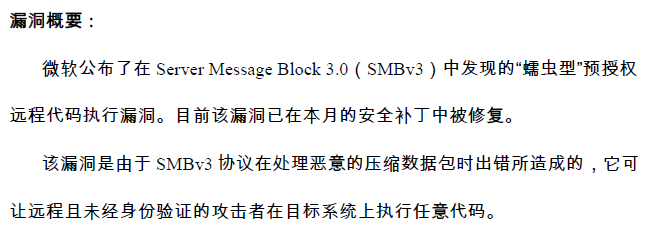 漏洞概要：
微软公布了在 Server Message Block 3.0（SMBv3）中发现的“蠕虫型”预授权
远程代码执行漏洞。目前该漏洞已在本月的安全补丁中被修复。
该漏洞是由于 SMBv3 协议在处理恶意的压缩数据包时出错所造成的，它可
让远程且未经身份验证的攻击者在目标系统上执行任意代码。